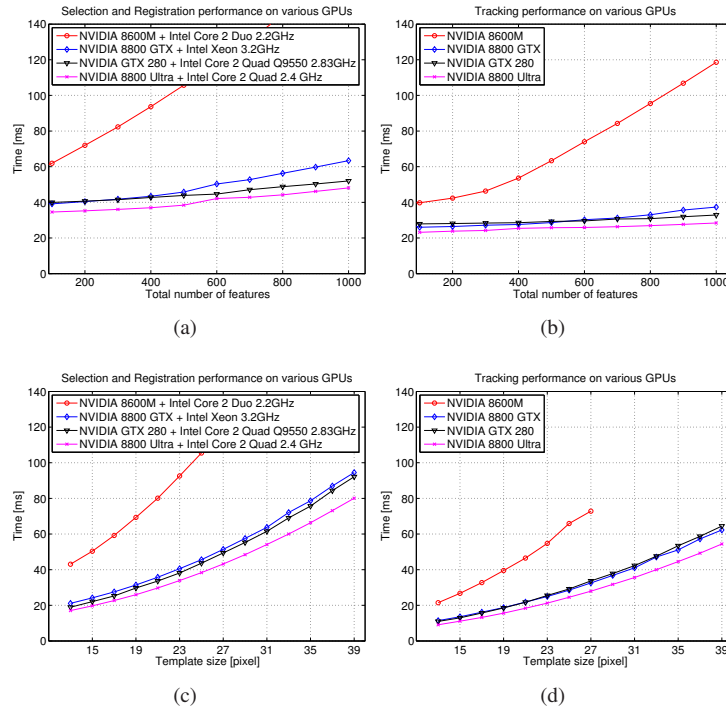 Selection and Registration performance on various GPUs
140
120
100
80
60
40
20
0
Time [ms]
NVIDIA 8600M + Intel Core 2 Duo 2.2GHz
NVIDIA 8800 GTX + Intel Xeon 3.2GHz
NVIDIA GTX 280 + Intel Core 2 Quad Q9550 2.83GHz
NVIDIA 8800 Ultra + Intel Core 2 Quad 2.4 GHz
200 400 600 800 1000
Total number of features
(a)
Tracking performance on various GPUs
140
120
100
80
60
40
20
0
Time [ms]
NVIDIA 8600M
NVIDIA 8800 GTX
NVIDIA GTX 280
NVIDIA 8800 Ultra
200 400 600 800 1000
Total number of features
(b)
Selection and Registration performance on various GPUs
140
120
100
80
60
40
20
0
Time [ms]
NVIDIA 8600M + Intel Core 2 Duo 2.2GHz
NVIDIA 8800 GTX + Intel Xeon 3.2GHz
NVIDIA GTX 280 + Intel Core 2 Quad Q9550 2.83GHz
NVIDIA 8800 Ultra + Intel Core 2 Quad 2.4 GHz
15 19 23 27 31 35 39
Template size [pixel]
(c)
Tracking performance on various GPUs
140
120
100
80
60
40
20
0
Time [ms]
NVIDIA 8600M
NVIDIA 8800 GTX
NVIDIA GTX 280
NVIDIA 8800 Ultra
15 19 23 27 31 35 39
Template size [pixel]
(d)